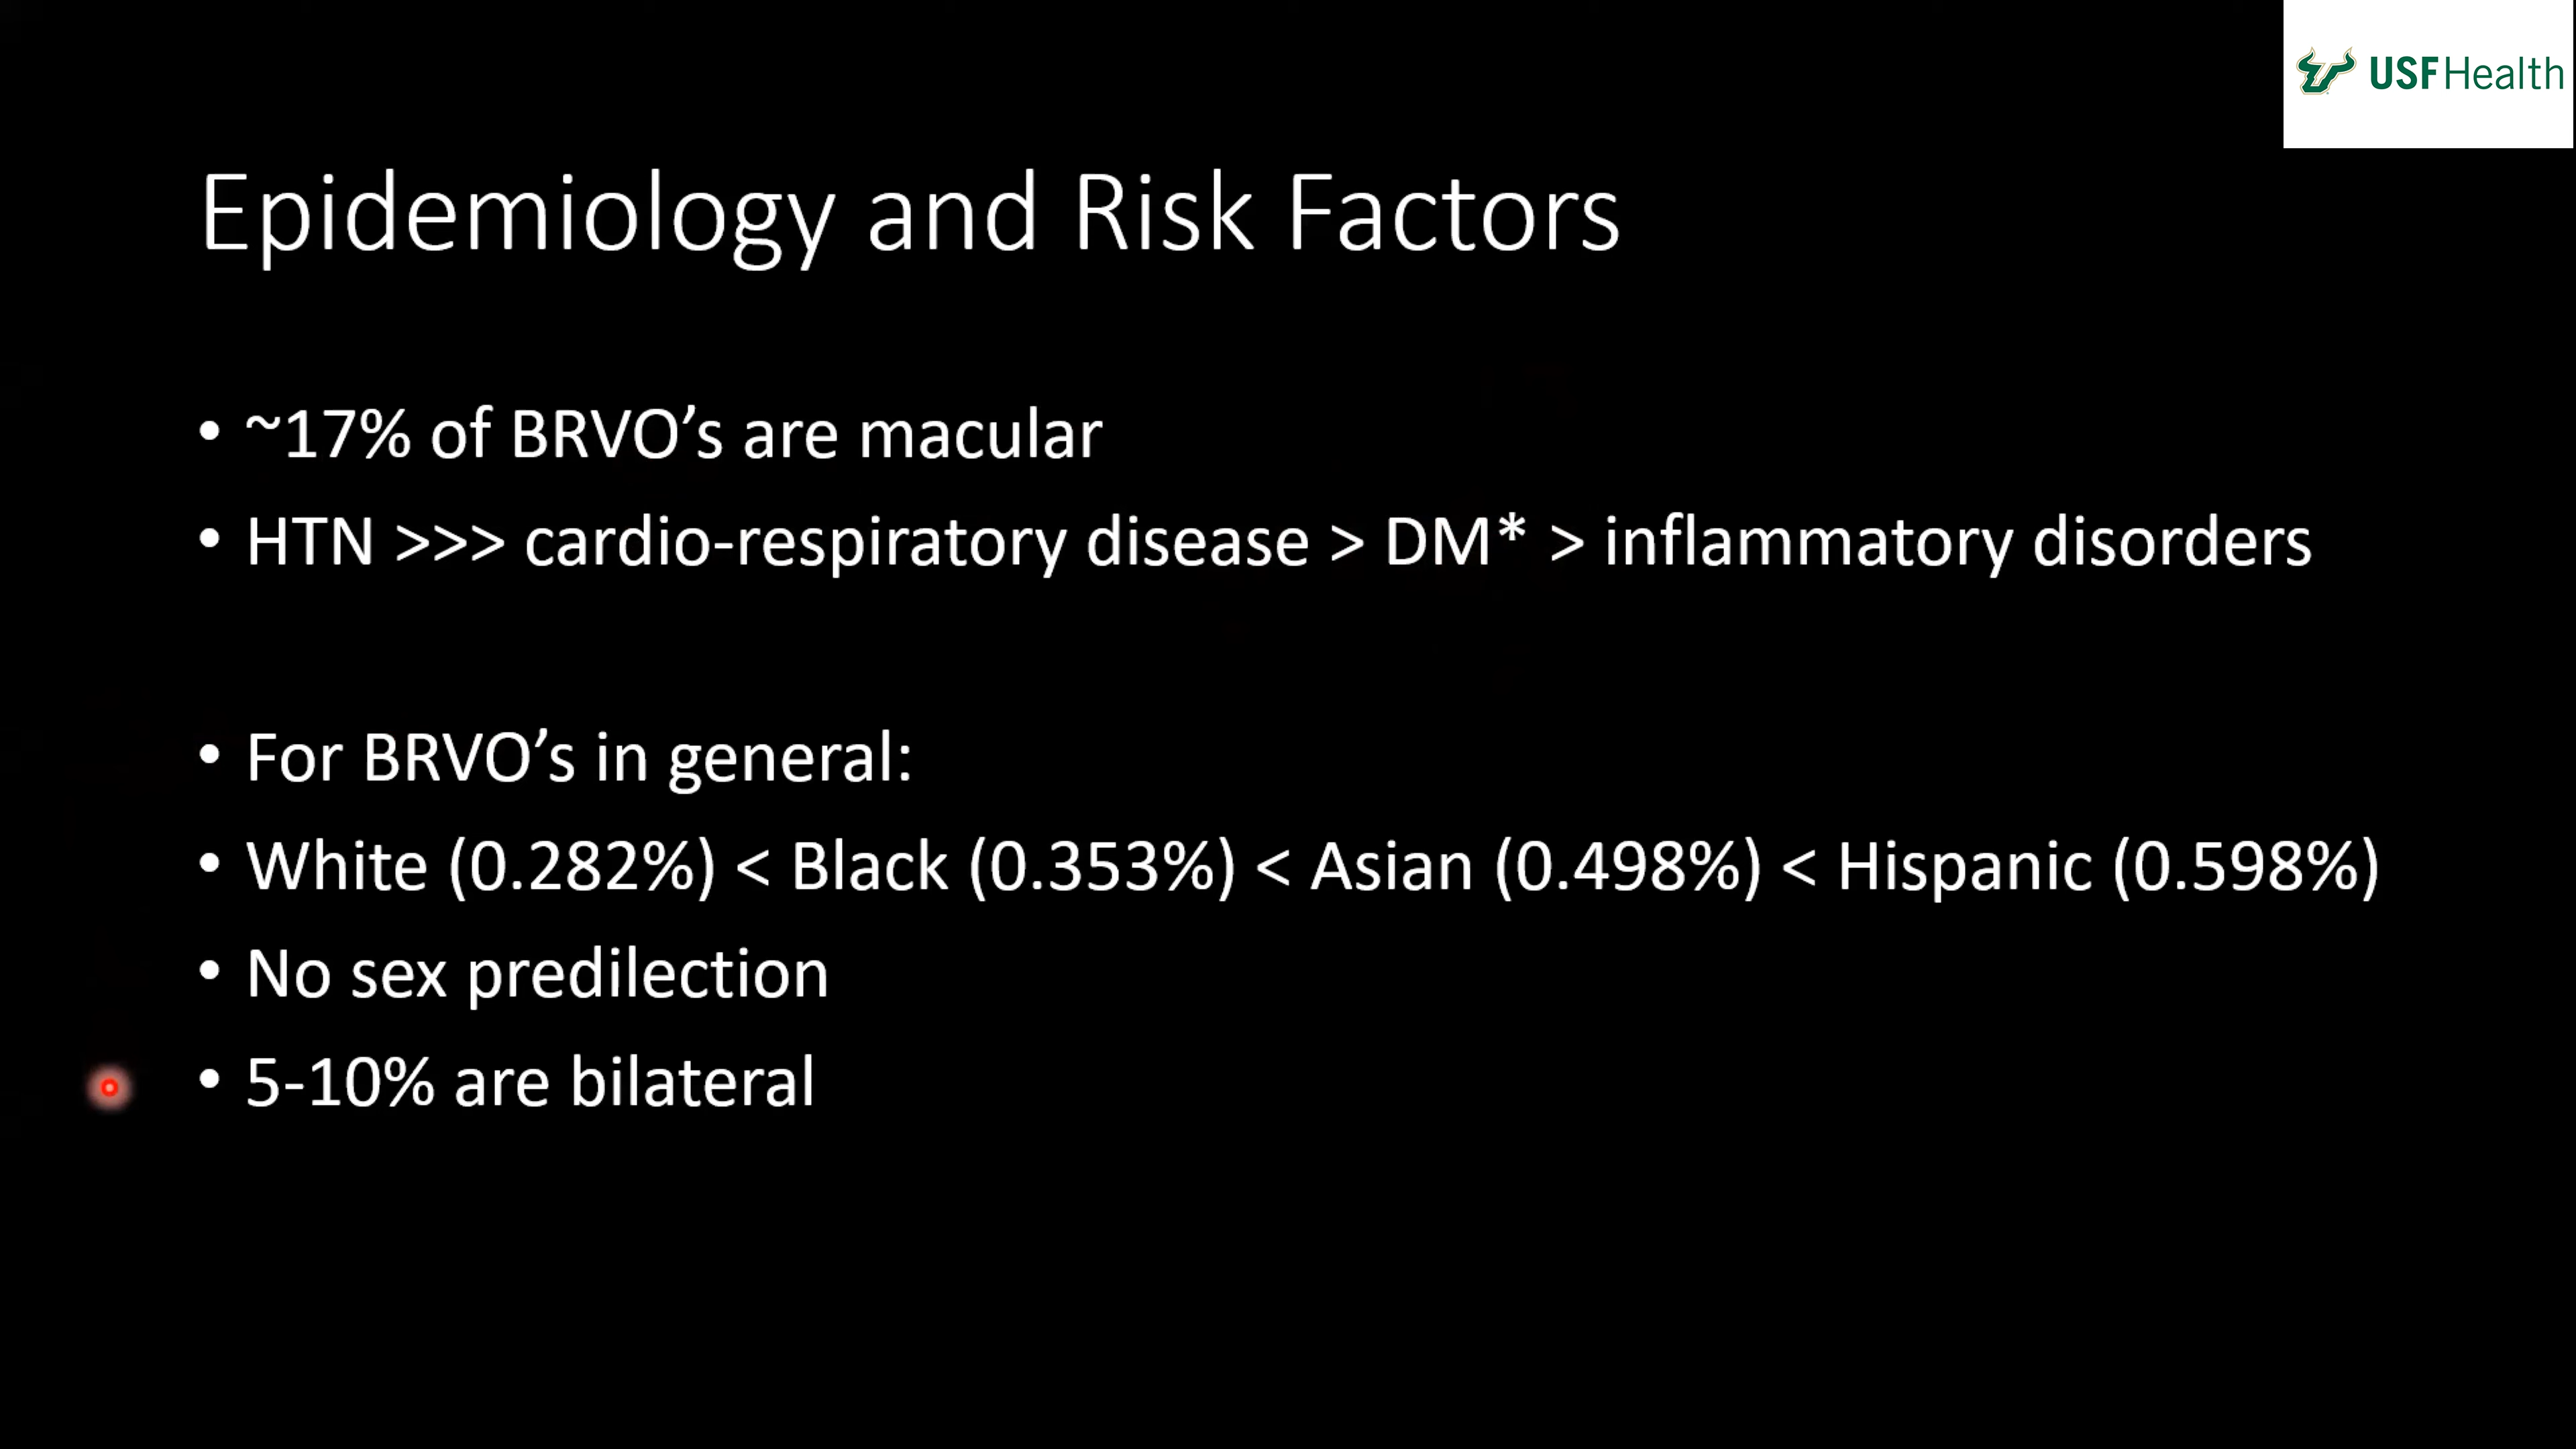 USFHealth
Epidemiology and Risk Factors
• ~17% of BRVO’s are macular
• HTN >>> cardio-respiratory disease > DM* > inflammatory disorders
• For BRVO’s in general:
• White (0.282%) < Black (0.353%) < Asian (0.498%) < Hispanic (0.598%)
• No sex predilection
• 5-10% are bilateral